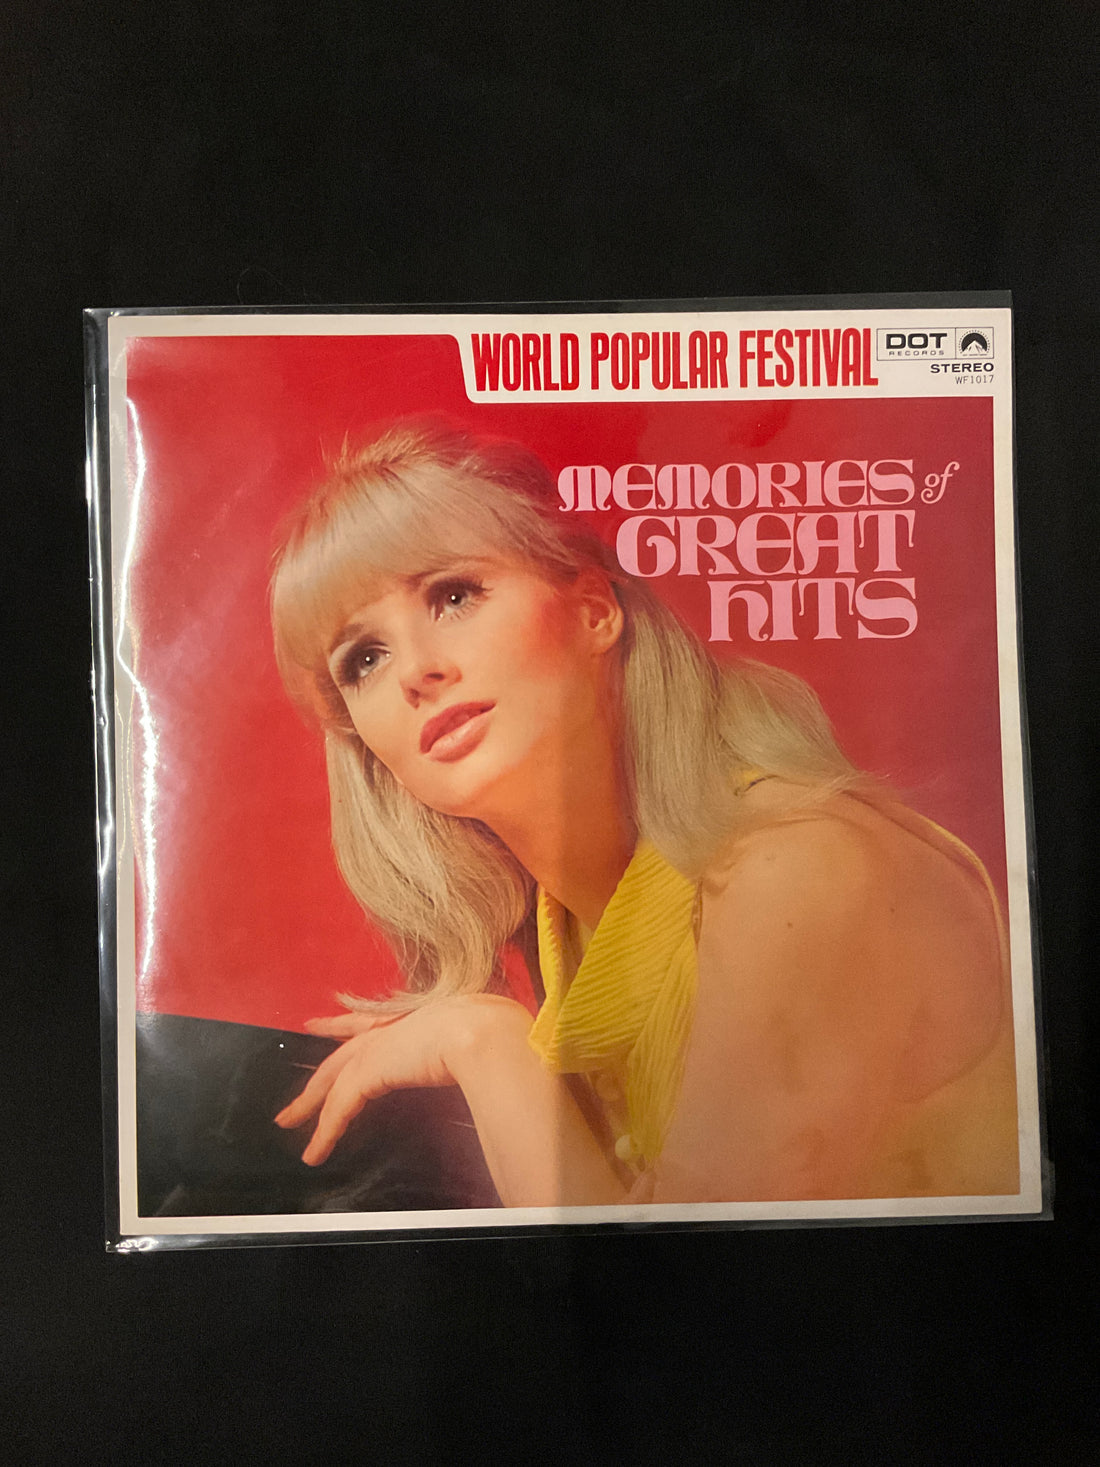 WORLD POPULAR FESTIVAL
DOT
RECORDS
STEREO
WF1017
MEMORIES of
GREAT
HITS